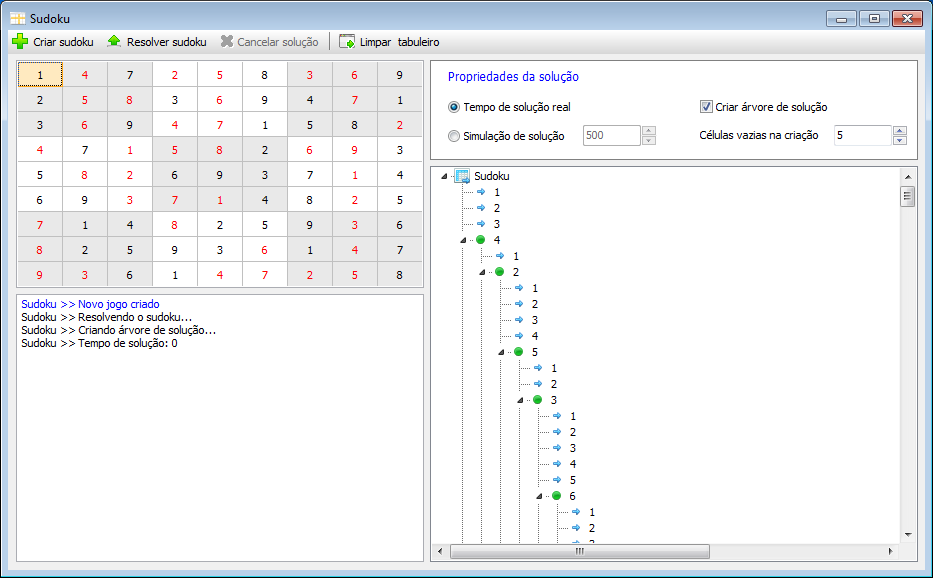 Sudoku
Criar sudoku Resolver sudoku Cancelar solução Limpar tabuleiro
1 4 7 2 5 8 3 6 9
2 5 8 3 6 9 4 7 1
3 6 9 4 7 1 5 8 2
4 7 1 5 8 2 6 9 3
5 8 2 6 9 3 7 1 4
6 9 3 7 1 4 8 2 5
7 1 4 8 2 5 9 3 6
8 2 5 9 3 6 1 4 7
9 3 6 1 4 7 2 5 8
Sudoku >> Novo jogo criado
Sudoku >> Resolvendo o sudoku...
Sudoku >> Criando árvore de solução...
Sudoku >> Tempo de solução: 0
Propriedades da solução
Tempo de solução real
Criar árvore de solução
Simulação de solução 500
Células vazias na criação 5
Sudoku
1
2
3
4
1
2
1
2
3
4
5
1
2
3
1
2
3
4
5
6
1
2